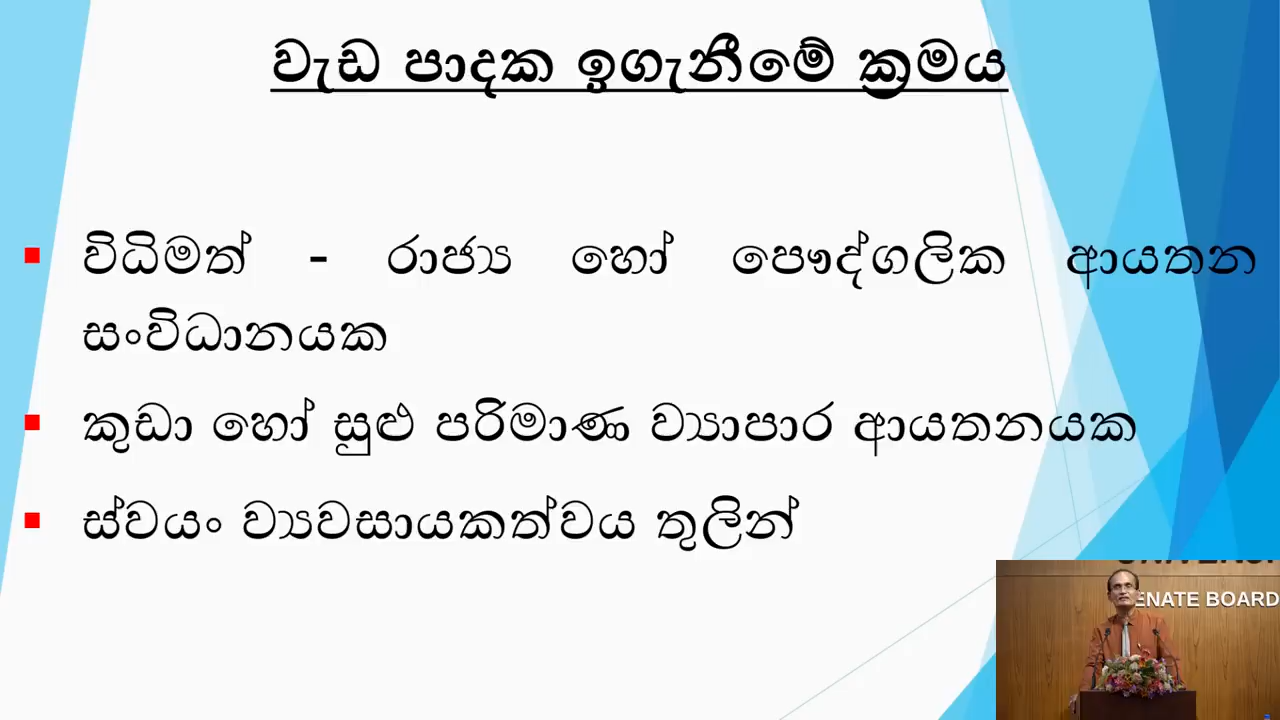 වැඩ පාදක ඉගැනීමේ ක්‍රමය
විධිමත් - රාජ්‍ය හෝ පෞද්ගලික ආයතන
සංවිධානයක
කුඩා හෝ සුළු පරිමාණ ව්‍යාපාර ආයතනයක
ස්වයං ව්‍යවසායකත්වය තුලින්
ENATE BOARD